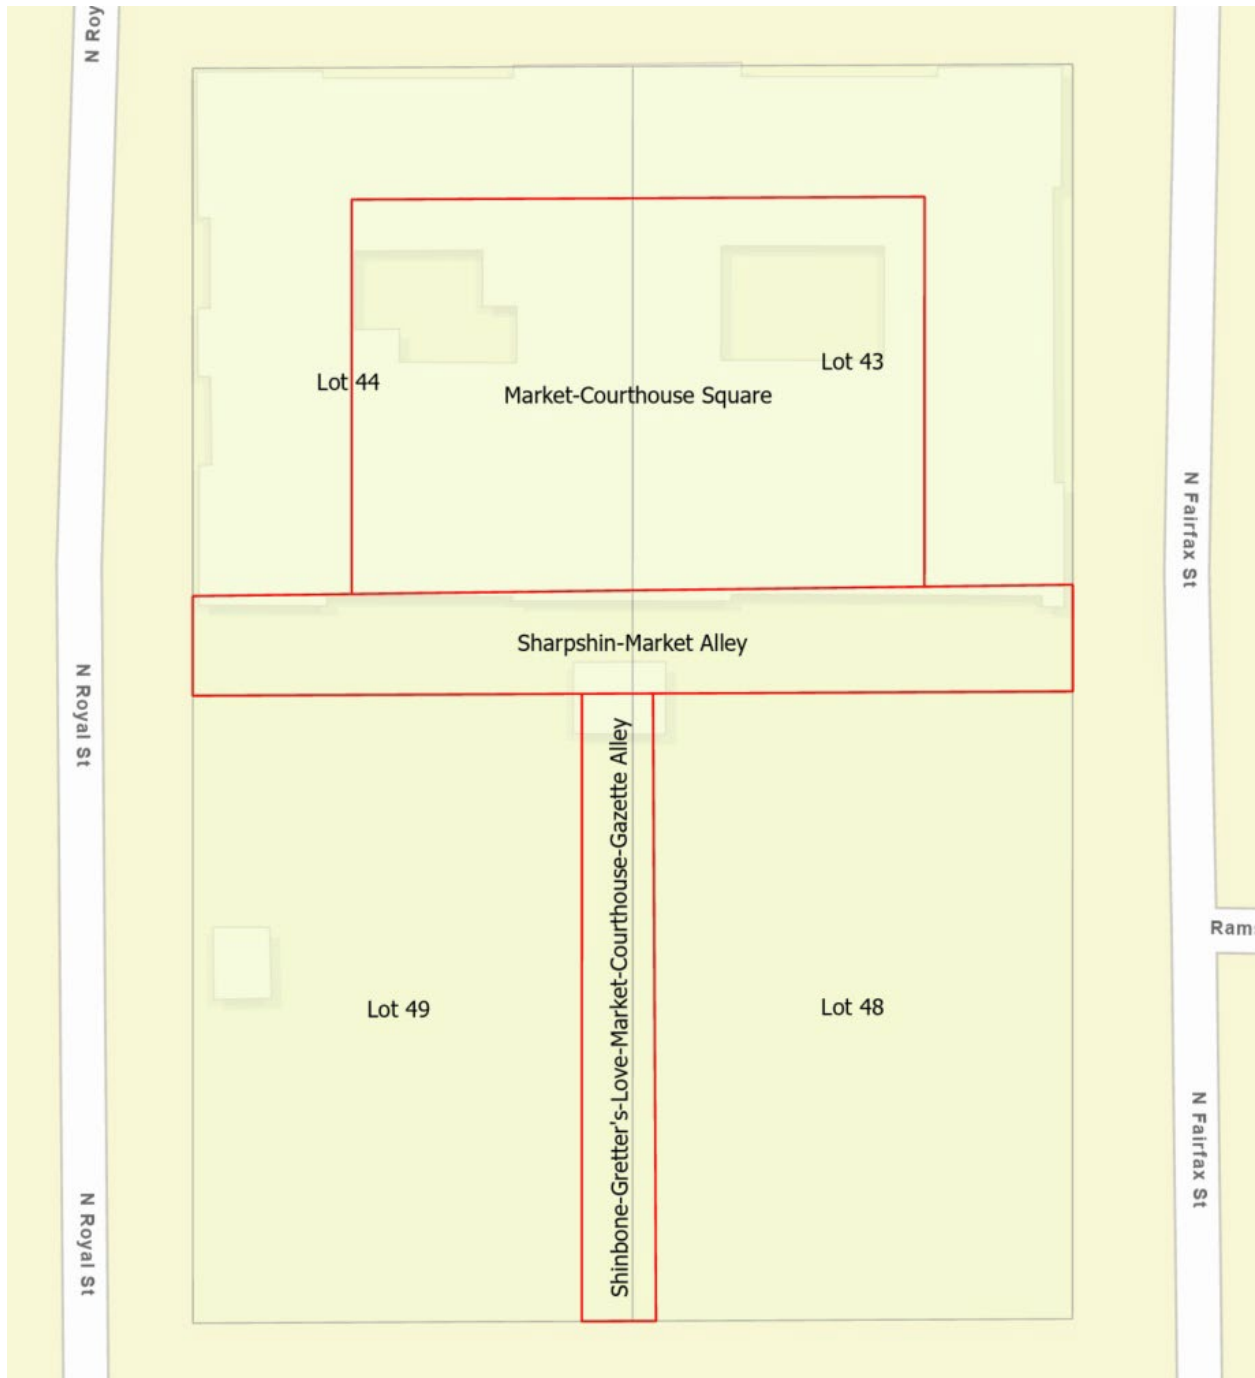 N Roy
Lot 44
Lot 43
Market-Courthouse Square
N Fairfax St
Sharpshin-Market Alley
N Royal St
Shinbone-Gretter's-Love-Market-Courthouse-Gazette Alley
Ram
Lot 49
Lot 48
N Fairfax St
N Royal St